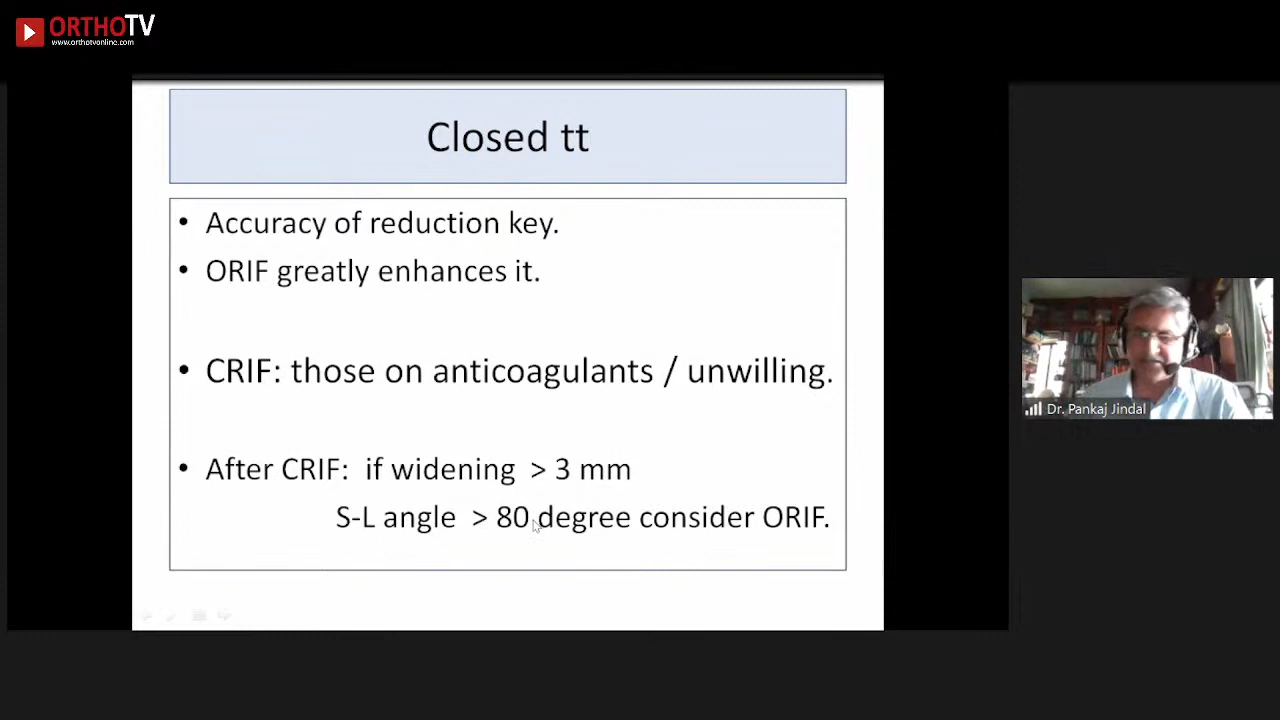 ORTHOTV
www.orthotvonline.com
Closed tt
• Accuracy of reduction key.
• ORIF greatly enhances it.
• CRIF: those on anticoagulants / unwilling.
• After CRIF: if widening > 3 mm
S-L angle > 80 degree consider ORIF.
Dr. Pankaj Jindal